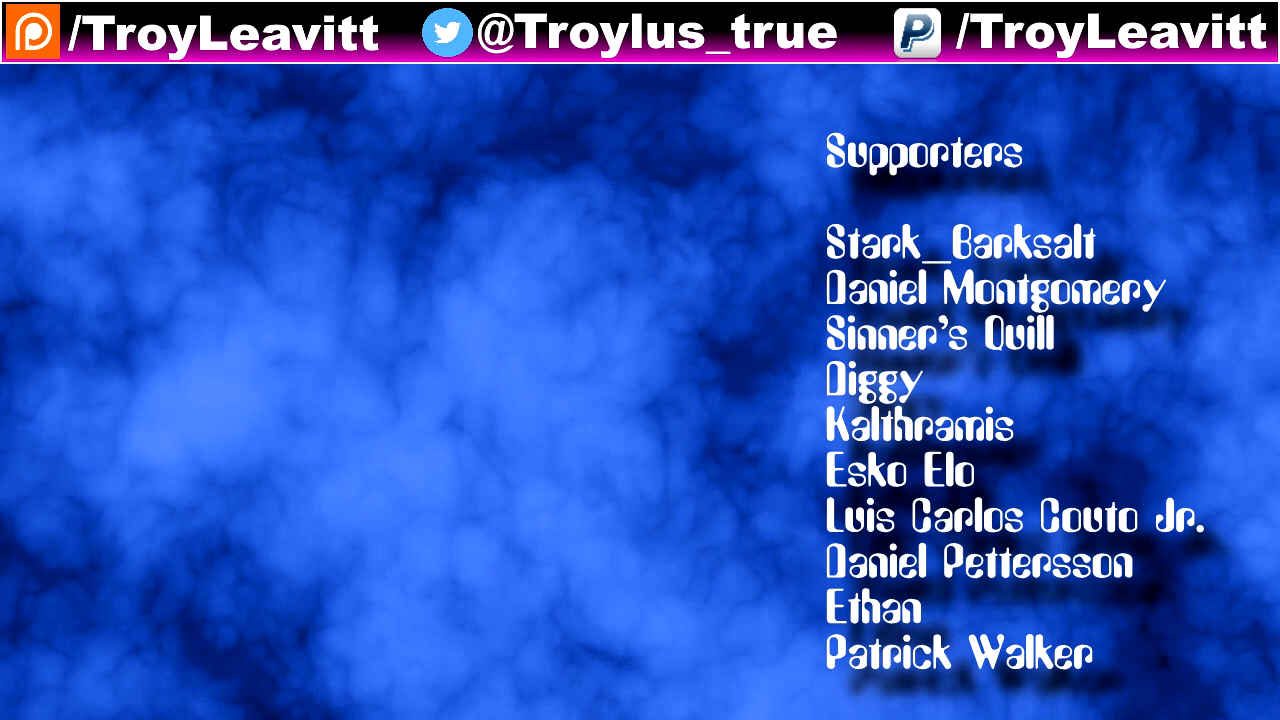 /TroyLeavitt @Troylus_true /TroyLeavitt
Supporters
Stark_Barksalt
Daniel Montgomery
Sinner's Quill
Diggy
Kalthramis
Esko Elo
Luis Carlos Couto Jr.
Daniel Pettersson
Ethan
Patrick Walker